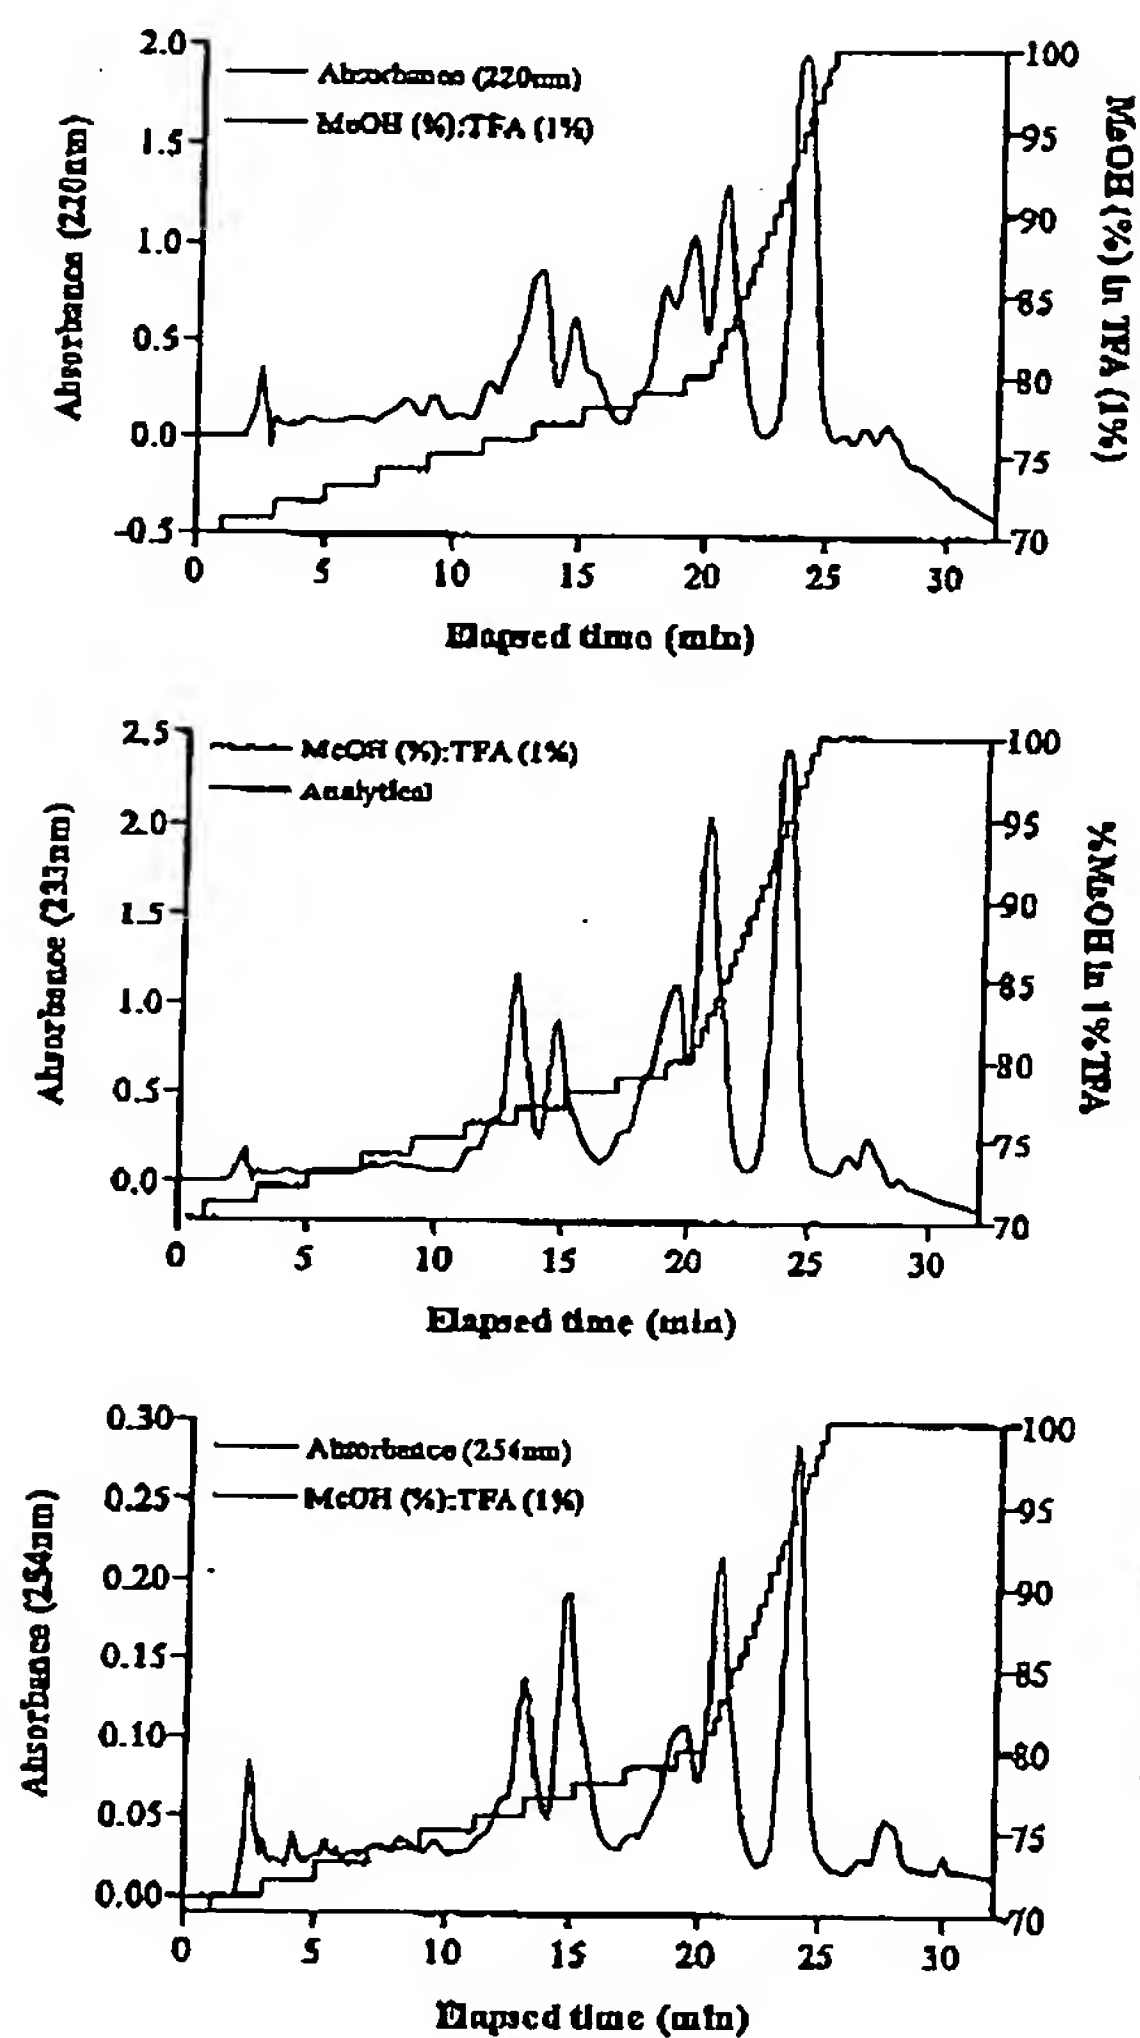 2.0
1.5
1.0
0.5
0.0
-0.5
Absorbance (220nm)
Absorbance (220nm)
MeOH (%):TFA (1%)
100
95
90
85
80
75
70
MeOH (%) in TFA (1%)
0 5 10 15 20 25 30
Elapsed time (min)
2.5
2.0
1.5
1.0
0.5
0.0
Absorbance (233nm)
MeOH (%):TFA (1%)
Analytical
100
95
90
85
80
75
70
%MeOH in 1%TFA
0 5 10 15 20 25 30
Elapsed time (min)
0.30
0.25
0.20
0.15
0.10
0.05
0.00
Absorbance (254nm)
Absorbance (254nm)
MeOH (%):TFA (1%)
100
95
90
85
80
75
70
0 5 10 15 20 25 30
Elapsed time (min)